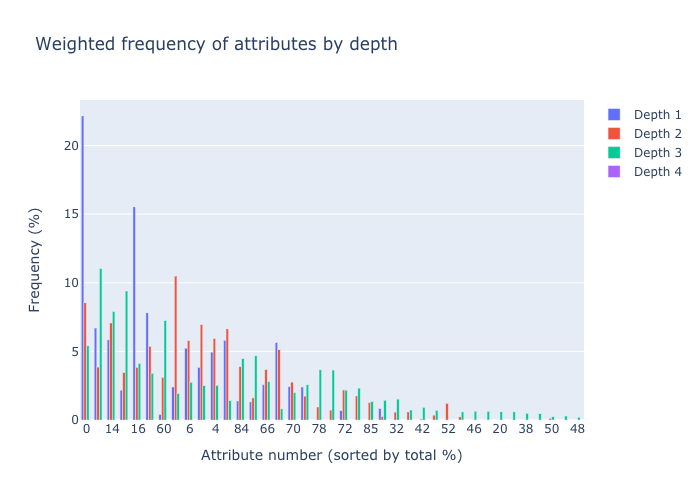 Weighted frequency of attributes by depth
Depth 1
Depth 2
Depth 3
Depth 4
Frequency (%)
20
15
10
5
0
0 14 16 60 6 4 84 66 70 78 72 85 32 42 52 46 20 38 50 48
Attribute number (sorted by total %)